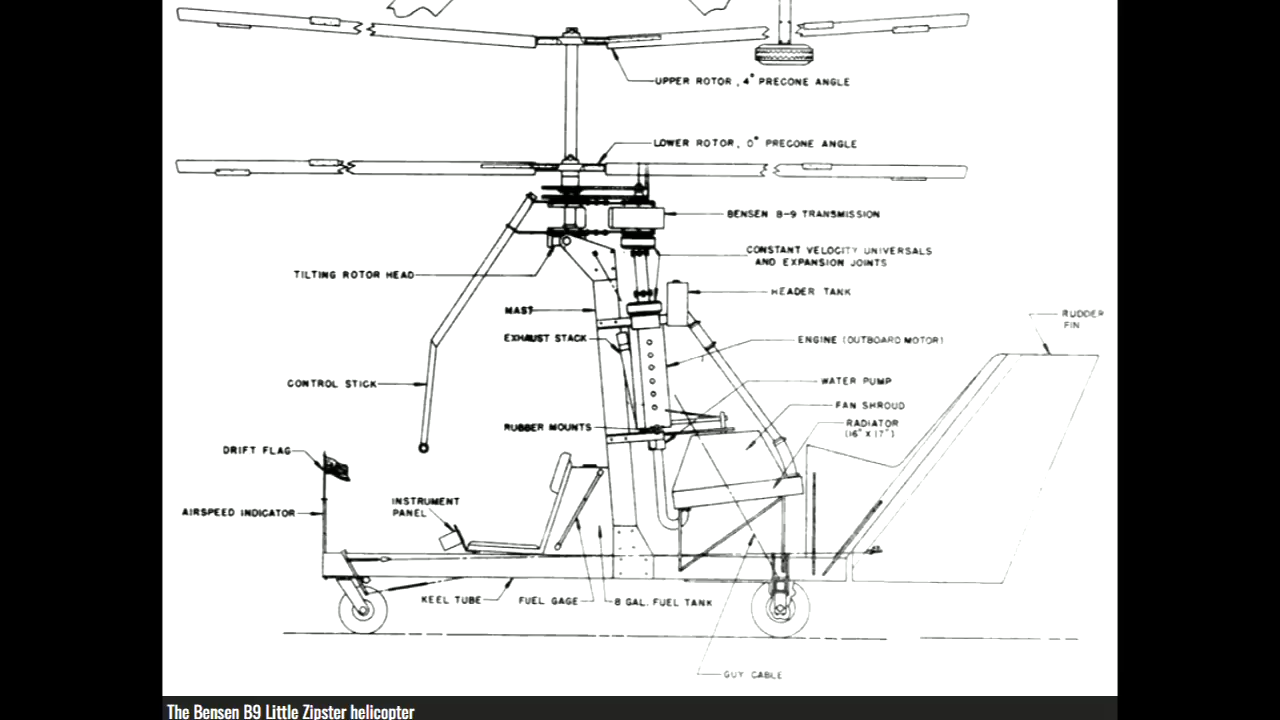 UPPER ROTOR, 4° PRECONE ANGLE
LOWER ROTOR, 0° PRECONE ANGLE
BENSEN B-9 TRANSMISSION
CONSTANT VELOCITY UNIVERSALS
AND EXPANSION JOINTS
TILTING ROTOR HEAD
HEADER TANK
MAST
RUDDER
FIN
EXHAUST STACK
ENGINE (OUTBOARD MOTOR)
CONTROL STICK
WATER PUMP
FAN SHROUD
RUBBER MOUNTS
RADIATOR
(16" X 17")
DRIFT FLAG
INSTRUMENT
PANEL
AIRSPEED INDICATOR
KEEL TUBE
FUEL GAGE
8 GAL. FUEL TANK
GUY CABLE
The Bensen B9 Little Zipster helicopter